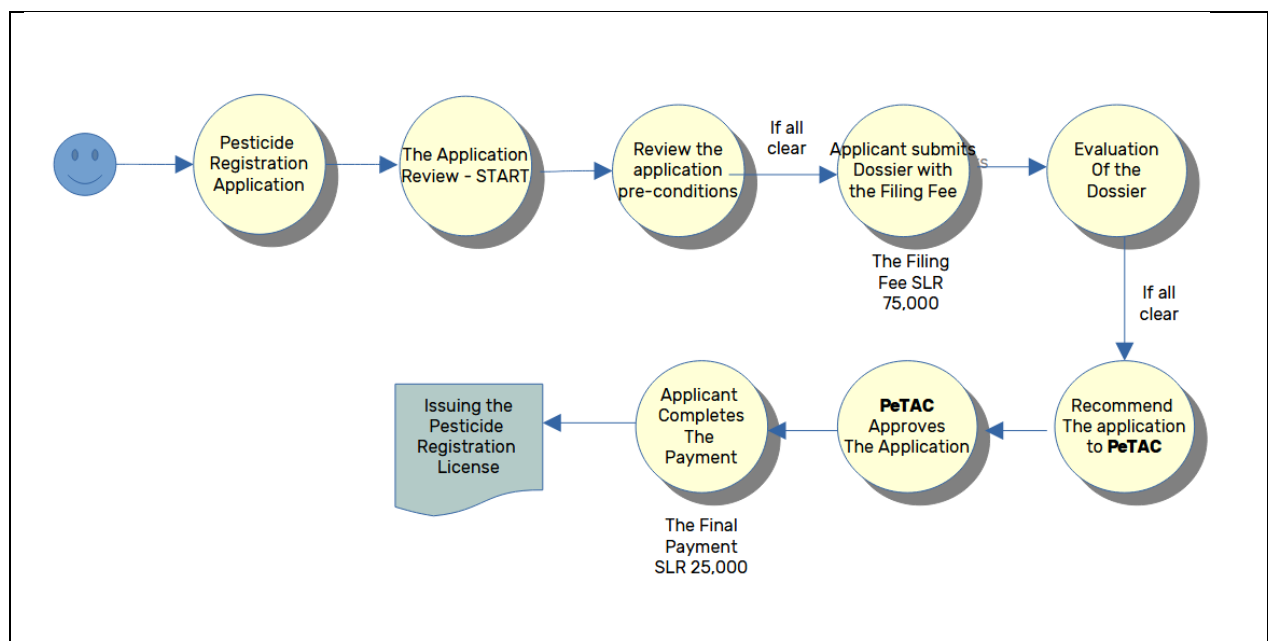 Pesticide
Registration
Application
The Application
Review - START
Review the
application
pre-conditions
If all
clear
Applicant submits
Dossier with
the Filing Fee
The Filing
Fee SLR
75,000
Evaluation
Of the
Dossier
If all
clear
Recommend
The application
to PeTAC
PeTAC
Approves
The Application
Applicant
Completes
The
Payment
The Final
Payment
SLR 25,000
Issuing the
Pesticide
Registration
License